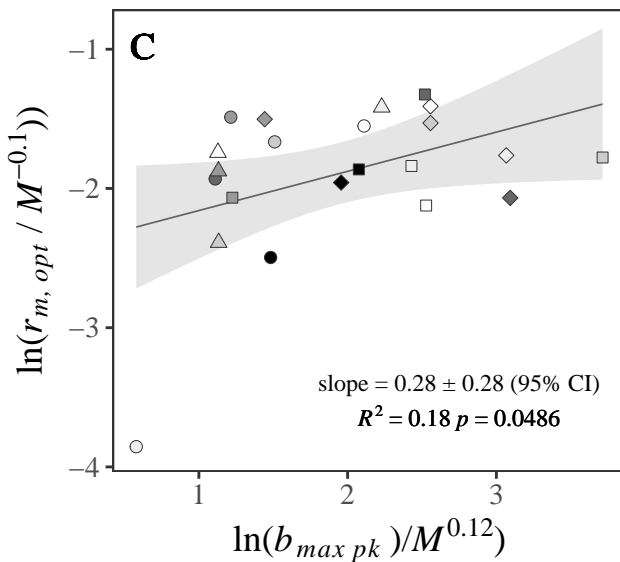 C
−1
−2
−3
−4
ln(r_{m, opt} / M^{−0.1}))
slope = 0.28 ± 0.28 (95% CI)
R² = 0.18 p = 0.0486
1 2 3
ln(b_{max pk})/M^{0.12})